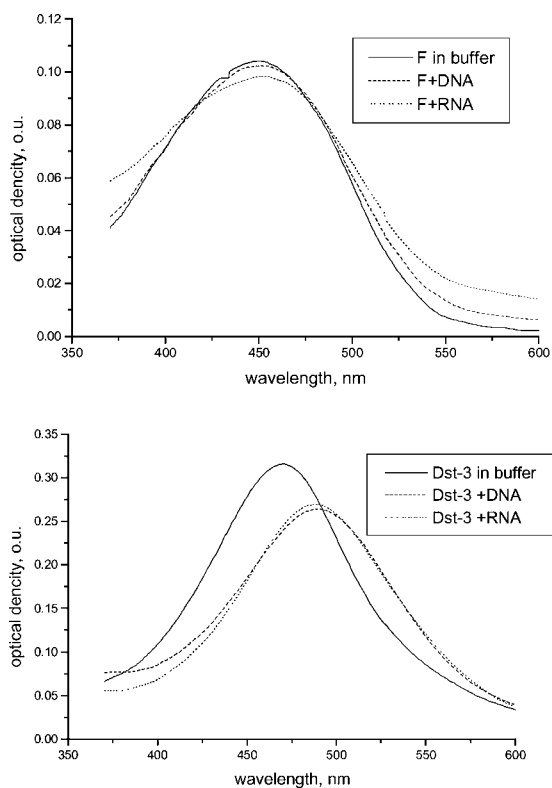 0.12
0.10
0.08
0.06
0.04
0.02
0.00
optical dencity, o.u.
F in buffer
F+DNA
F+RNA
350 400 450 500 550 600
wavelength, nm
0.35
0.30
0.25
0.20
0.15
0.10
0.05
0.00
optical dencity, o.u.
Dst-3 in buffer
Dst-3 +DNA
Dst-3 +RNA
350 400 450 500 550 600
wavelength, nm